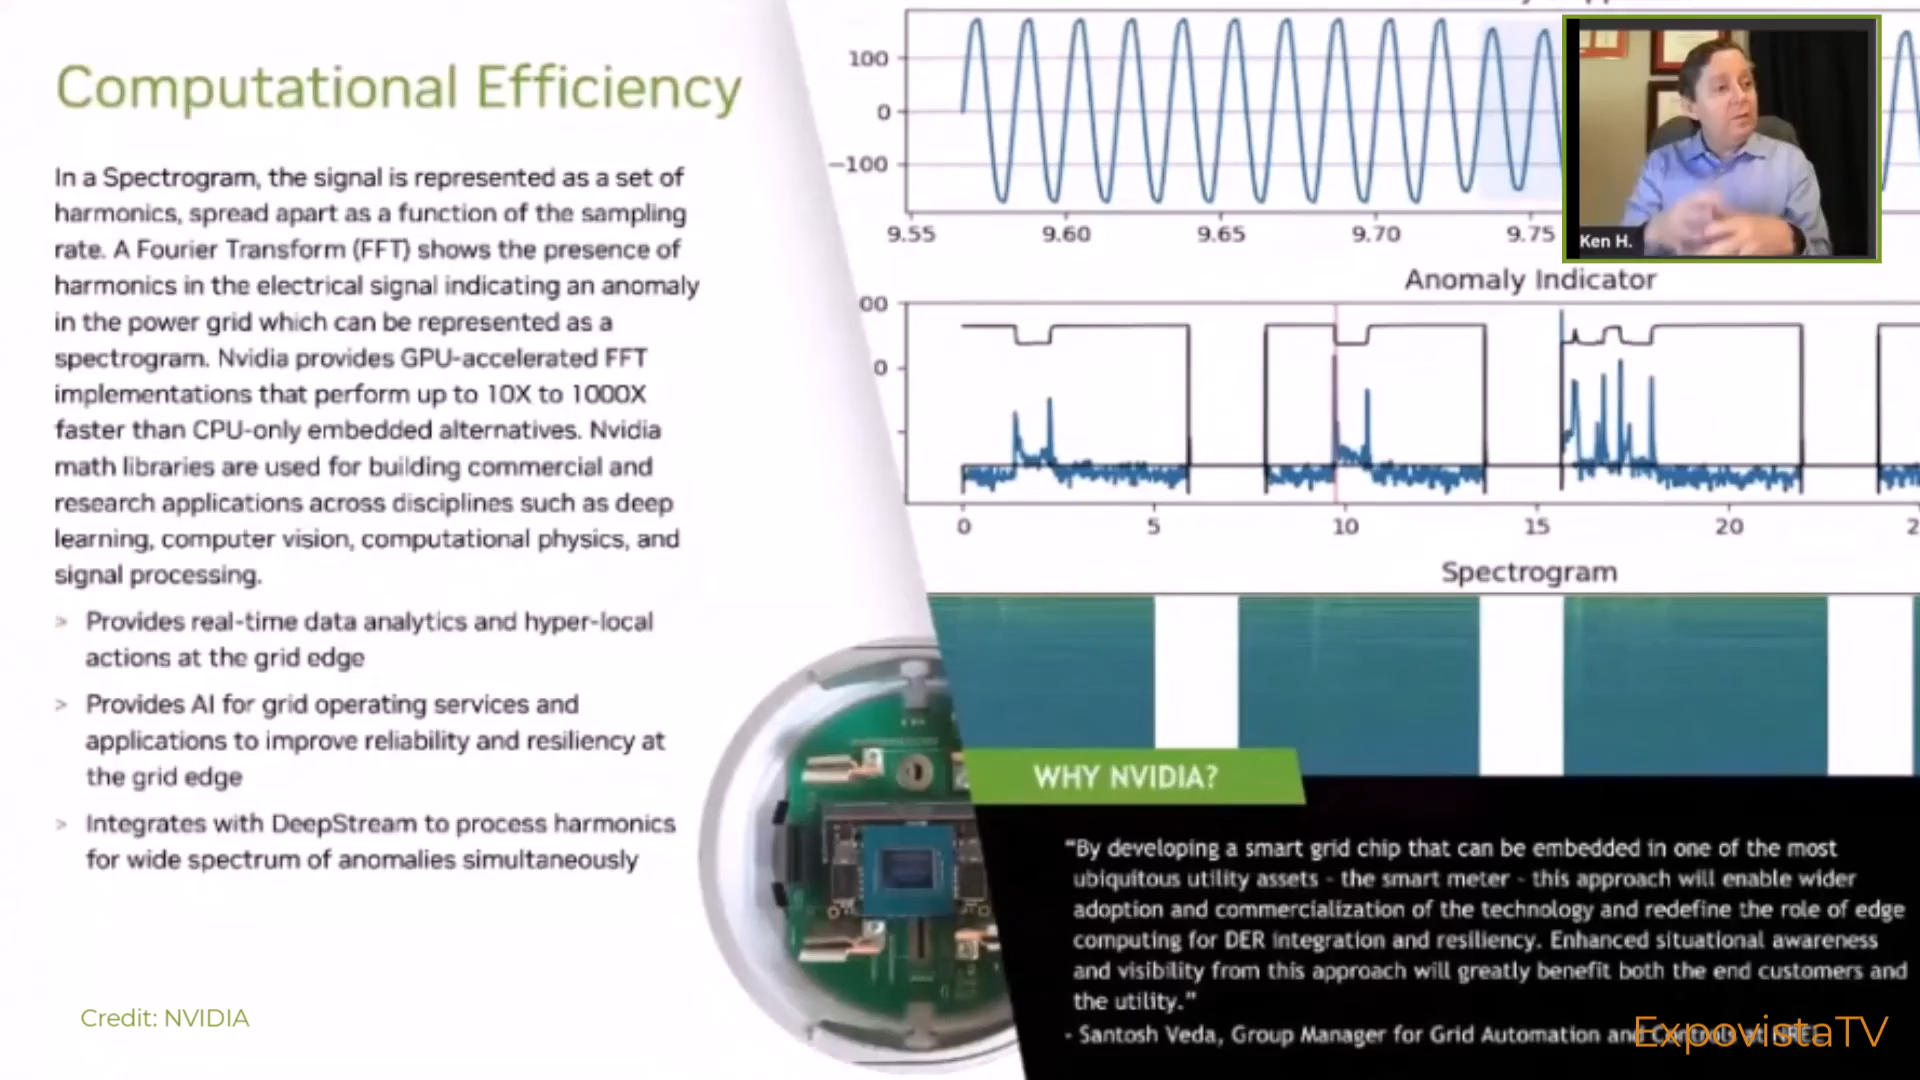 Computational Efficiency
In a Spectrogram, the signal is represented as a set of
harmonics, spread apart as a function of the sampling
rate. A Fourier Transform (FFT) shows the presence of
harmonics in the electrical signal indicating an anomaly
in the power grid which can be represented as a
spectrogram. Nvidia provides GPU-accelerated FFT
implementations that perform up to 10X to 1000X
faster than CPU-only embedded alternatives. Nvidia
math libraries are used for building commercial and
research applications across disciplines such as deep
learning, computer vision, computational physics, and
signal processing.
> Provides real-time data analytics and hyper-local
actions at the grid edge
> Provides AI for grid operating services and
applications to improve reliability and resiliency at
the grid edge
> Integrates with DeepStream to process harmonics
for wide spectrum of anomalies simultaneously
Credit: NVIDIA
100
0
−100
9.55 9.60 9.65 9.70 9.75
Ken H.
Anomaly Indicator
00
0
0 5 10 15 20 2
Spectrogram
WHY NVIDIA?
“By developing a smart grid chip that can be embedded in one of the most
ubiquitous utility assets - the smart meter - this approach will enable wider
adoption and commercialization of the technology and redefine the role of edge
computing for DER integration and resiliency. Enhanced situational awareness
and visibility from this approach will greatly benefit both the end customers and
the utility.”
- Santosh Veda, Group Manager for Grid Automation and Controls at NREL
ExpovistaTV